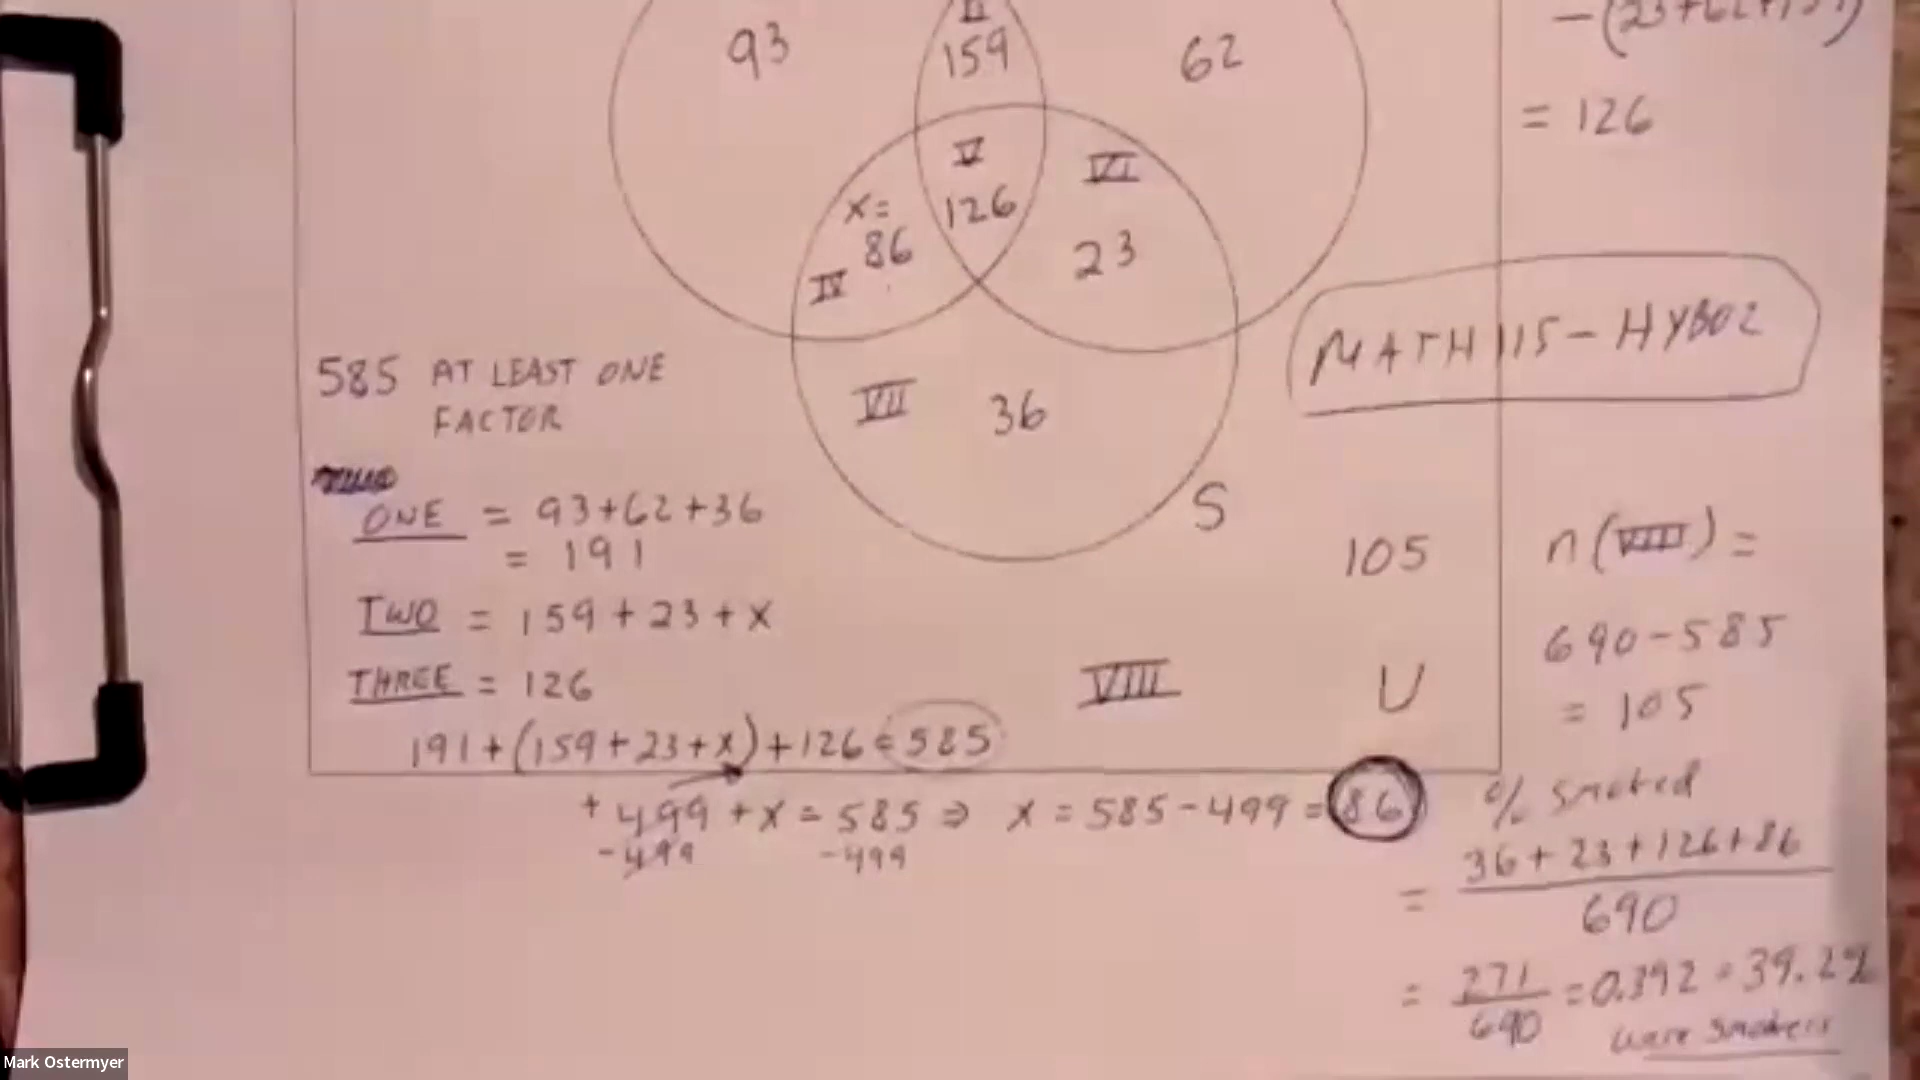 II
93
159
62
-(23+62+159)
= 126
V
VI
x=
126
86
23
IV
MATH 115 - HYB02
585 AT LEAST ONE
FACTOR
VII
36
ONE = 93+62+36
= 191
S
105
n(VIII) =
TWO = 159 + 23 + x
690-585
THREE = 126
VIII
U
= 105
191+(159+23+x)+126=585
% smoked
+ 499 + x = 585 ⇒ x = 585 - 499 = 86
-499 -499
36 + 23 + 126 + 86
=
690
= 271/690 = 0.392 = 39.2%
were smokers
Mark Ostermyer